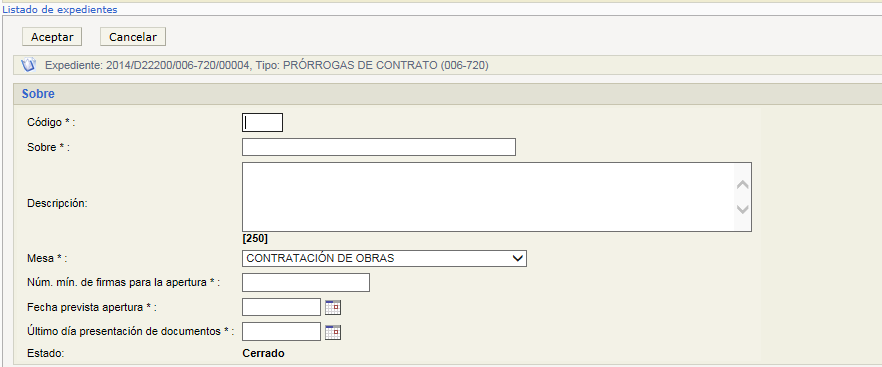 Listado de expedientes
Aceptar Cancelar
Expediente: 2014/D22200/006-720/00004, Tipo: PRÓRROGAS DE CONTRATO (006-720)
Sobre
Código * :
Sobre * :
Descripción:
[250]
Mesa * : CONTRATACIÓN DE OBRAS
Núm. mín. de firmas para la apertura * :
Fecha prevista apertura * :
Último día presentación de documentos * :
Estado: Cerrado